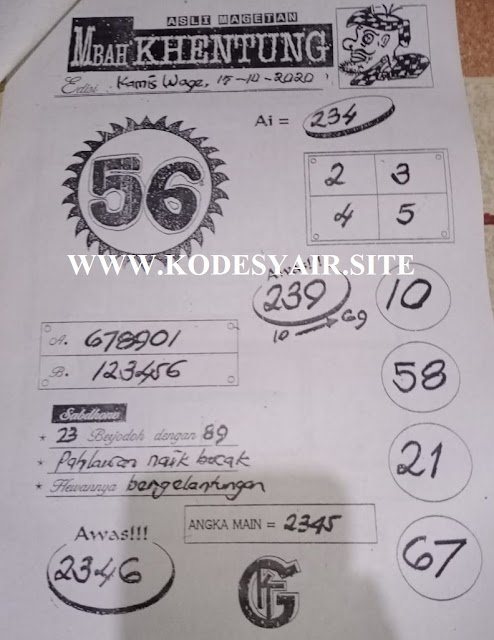 ASLI MAGETAN
MBAH KHENTUNG
Edisi : Kamis Wage, 15-10-2020
Ai = 234
56
2 3
4 5
WWW.KODESYAIR.SITE
Awas!!!
239
10 → 69
10
A. 678901
B. 123456
58
Sabdhone
* 23 Berjodoh dengan 89
* Pahlawan naik becak
* Hewannya bergelantungan
21
ANGKA MAIN = 2345
Awas!!!
2346
67